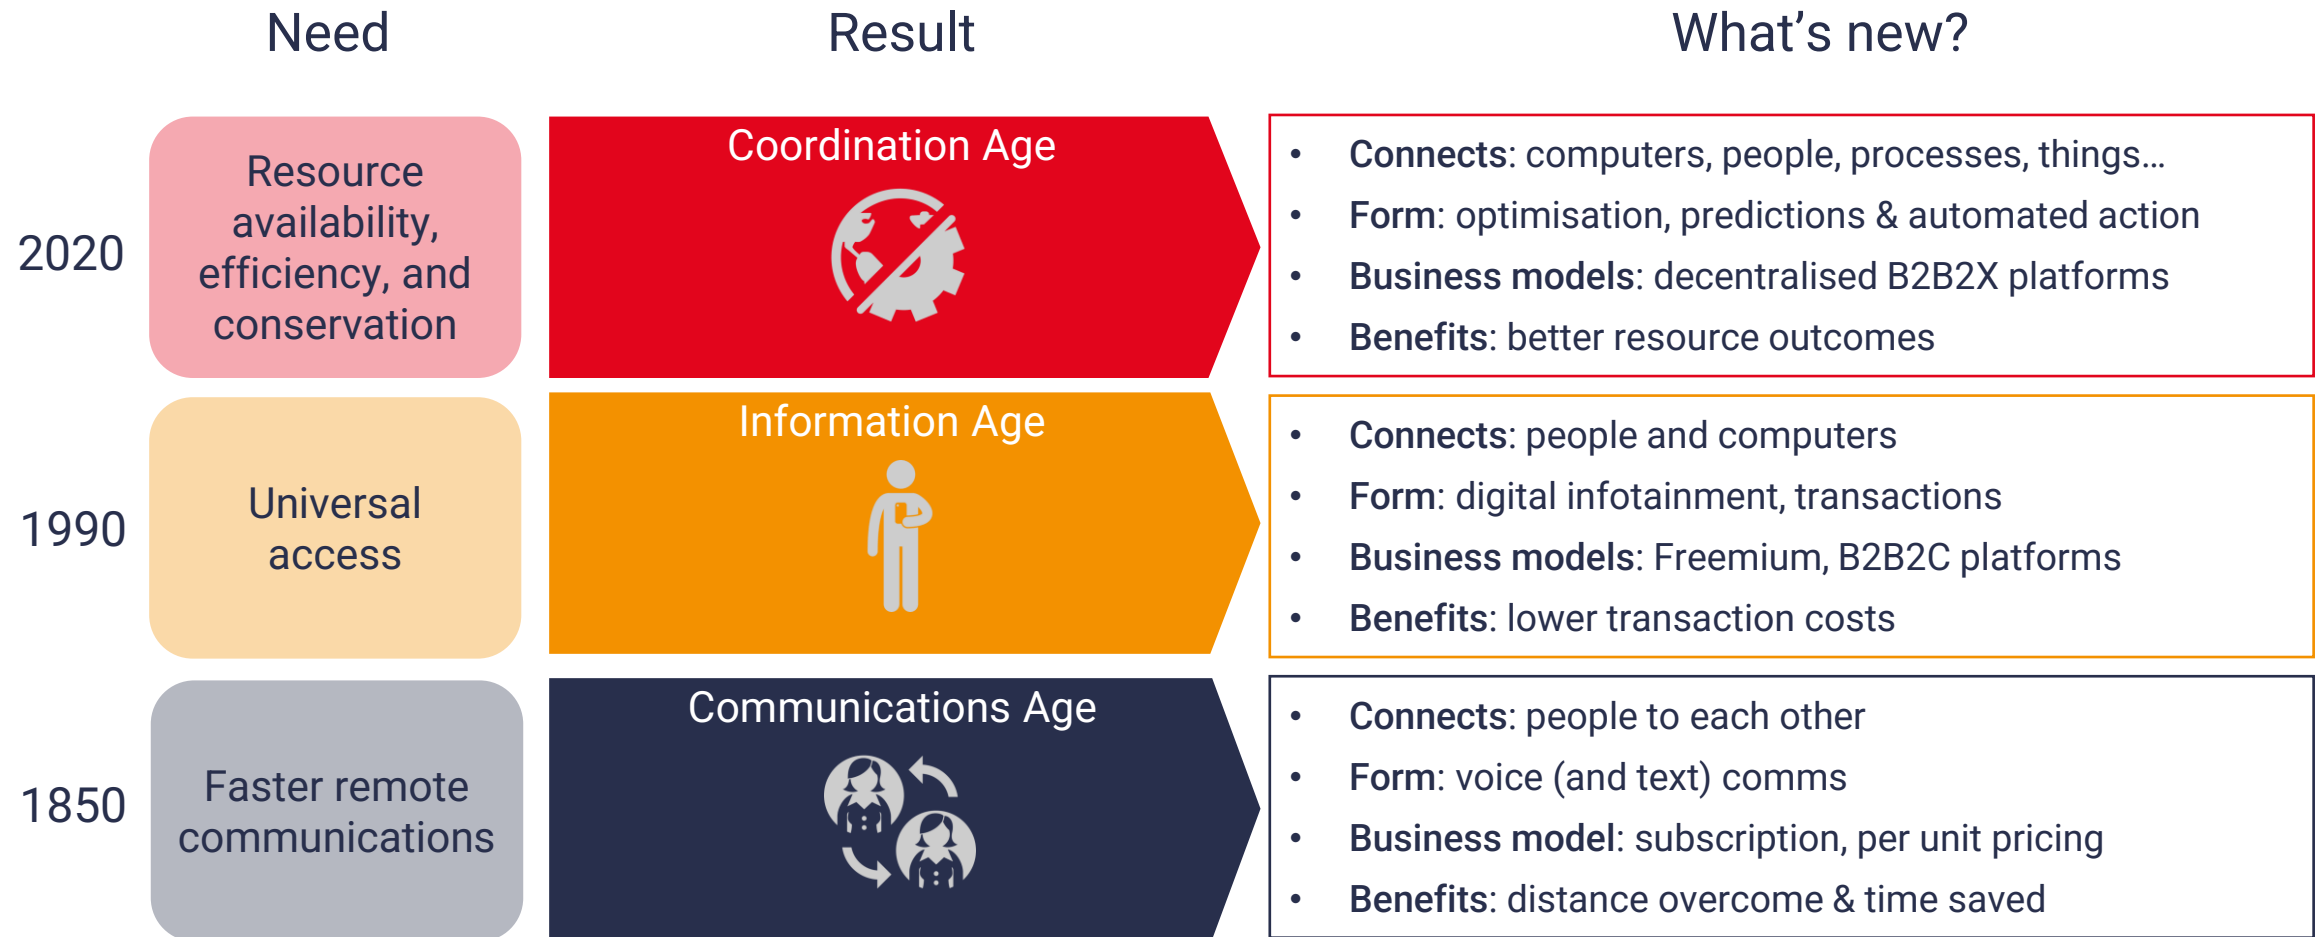 Need
Result
What's new?
2020
Resource
availability,
efficiency, and
conservation
Coordination Age
• Connects: computers, people, processes, things...
• Form: optimisation, predictions & automated action
• Business models: decentralised B2B2X platforms
• Benefits: better resource outcomes
1990
Universal
access
Information Age
• Connects: people and computers
• Form: digital infotainment, transactions
• Business models: Freemium, B2B2C platforms
• Benefits: lower transaction costs
1850
Faster remote
communications
Communications Age
• Connects: people to each other
• Form: voice (and text) comms
• Business model: subscription, per unit pricing
• Benefits: distance overcome & time saved